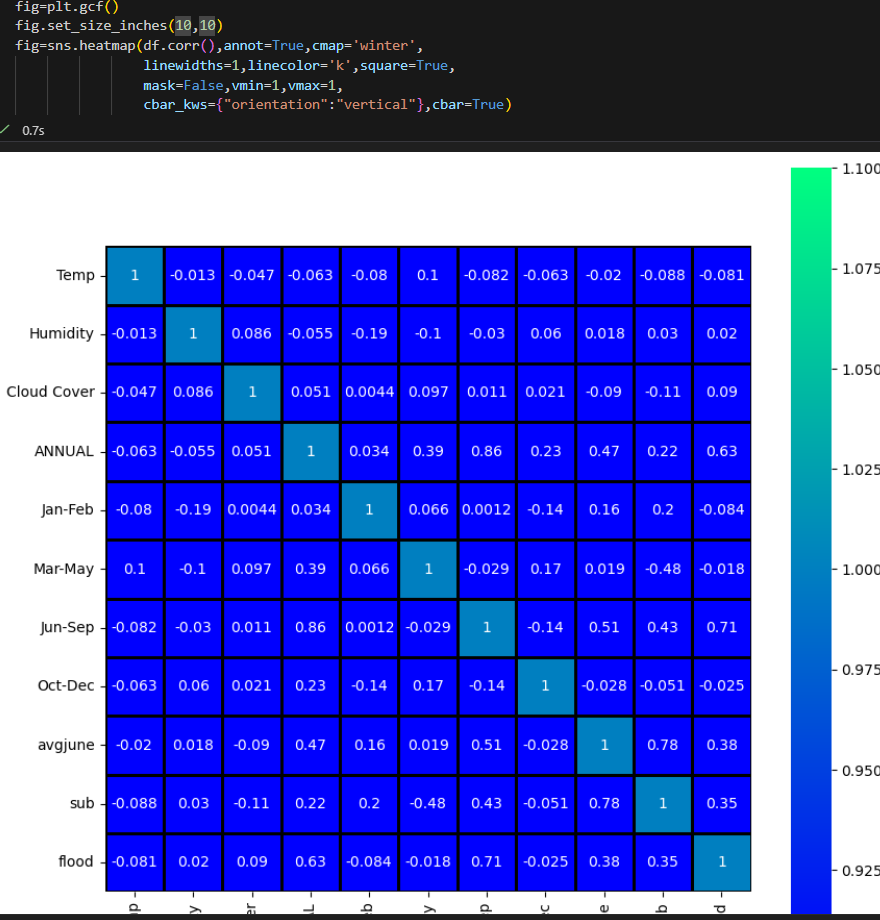 fig=plt.gcf()
fig.set_size_inches(10,10)
fig=sns.heatmap(df.corr(),annot=True,cmap='winter',
linewidths=1,linecolor='k',square=True,
mask=False,vmin=1,vmax=1,
cbar_kws={"orientation":"vertical"},cbar=True)
0.7s
1.100
Temp 1 -0.013 -0.047 -0.063 -0.08 0.1 -0.082 -0.063 -0.02 -0.088 -0.081
1.075
Humidity -0.013 1 0.086 -0.055 -0.19 -0.1 -0.03 0.06 0.018 0.03 0.02
1.050
Cloud Cover -0.047 0.086 1 0.051 0.0044 0.097 0.011 0.021 -0.09 -0.11 0.09
ANNUAL -0.063 -0.055 0.051 1 0.034 0.39 0.86 0.23 0.47 0.22 0.63
1.025
Jan-Feb -0.08 -0.19 0.0044 0.034 1 0.066 0.0012 -0.14 0.16 0.2 -0.084
Mar-May 0.1 -0.1 0.097 0.39 0.066 1 -0.029 0.17 0.019 -0.48 -0.018
1.000
Jun-Sep -0.082 -0.03 0.011 0.86 0.0012 -0.029 1 -0.14 0.51 0.43 0.71
0.975
Oct-Dec -0.063 0.06 0.021 0.23 -0.14 0.17 -0.14 1 -0.028 -0.051 -0.025
avgjune -0.02 0.018 -0.09 0.47 0.16 0.019 0.51 -0.028 1 0.78 0.38
0.950
sub -0.088 0.03 -0.11 0.22 0.2 -0.48 0.43 -0.051 0.78 1 0.35
flood -0.081 0.02 0.09 0.63 -0.084 -0.018 0.71 -0.025 0.38 0.35 1
0.925